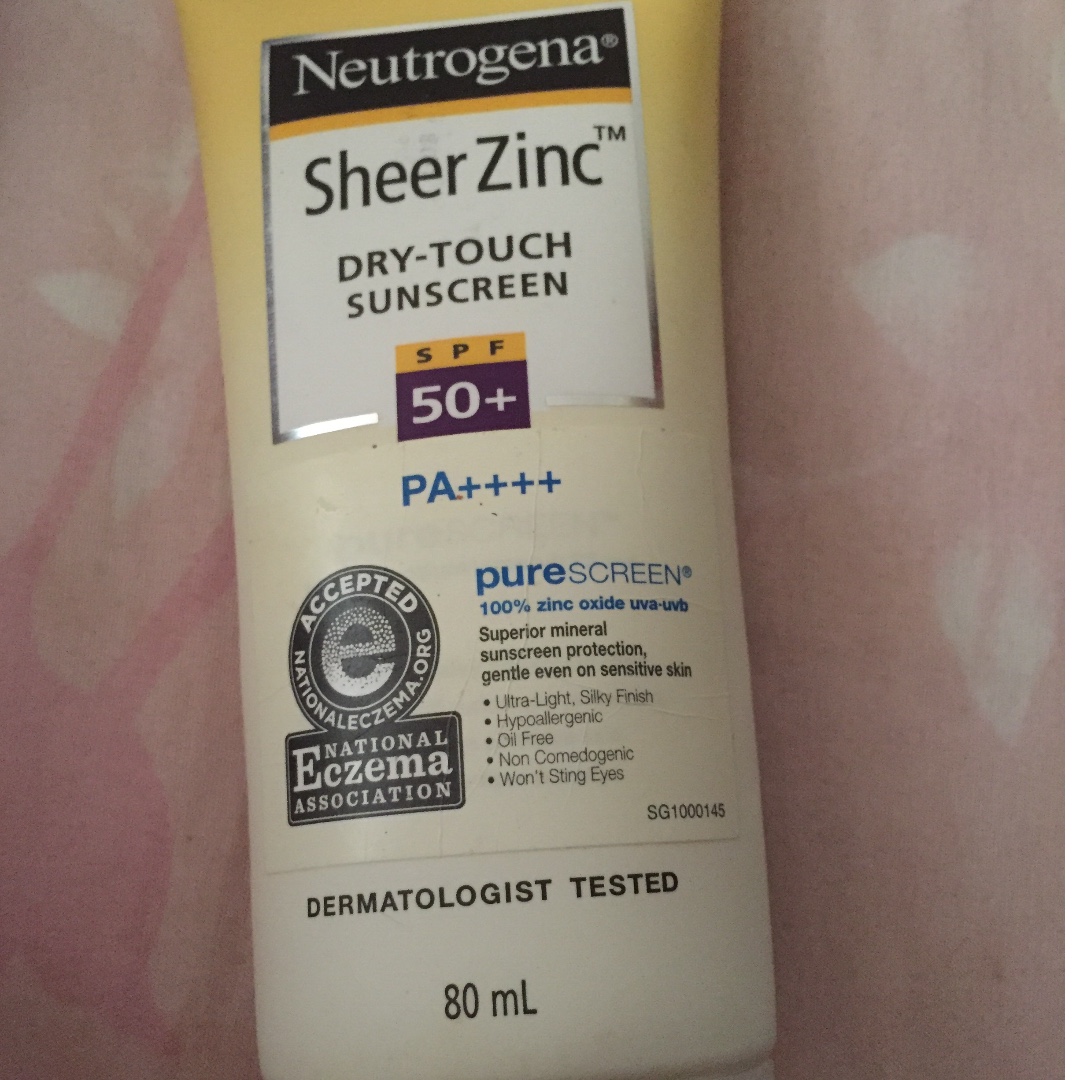 Neutrogena®
Sheer Zinc™
DRY-TOUCH
SUNSCREEN
SPF
50+
PA++++
pureSCREEN®
100% zinc oxide uva-uvb
Superior mineral
sunscreen protection,
gentle even on sensitive skin
• Ultra-Light, Silky Finish
• Hypoallergenic
• Oil Free
• Non Comedogenic
• Won't Sting Eyes
ACCEPTED
e
NATIONALECZEMA.ORG
NATIONAL
Eczema
ASSOCIATION
SG1000145
DERMATOLOGIST TESTED
80 mL